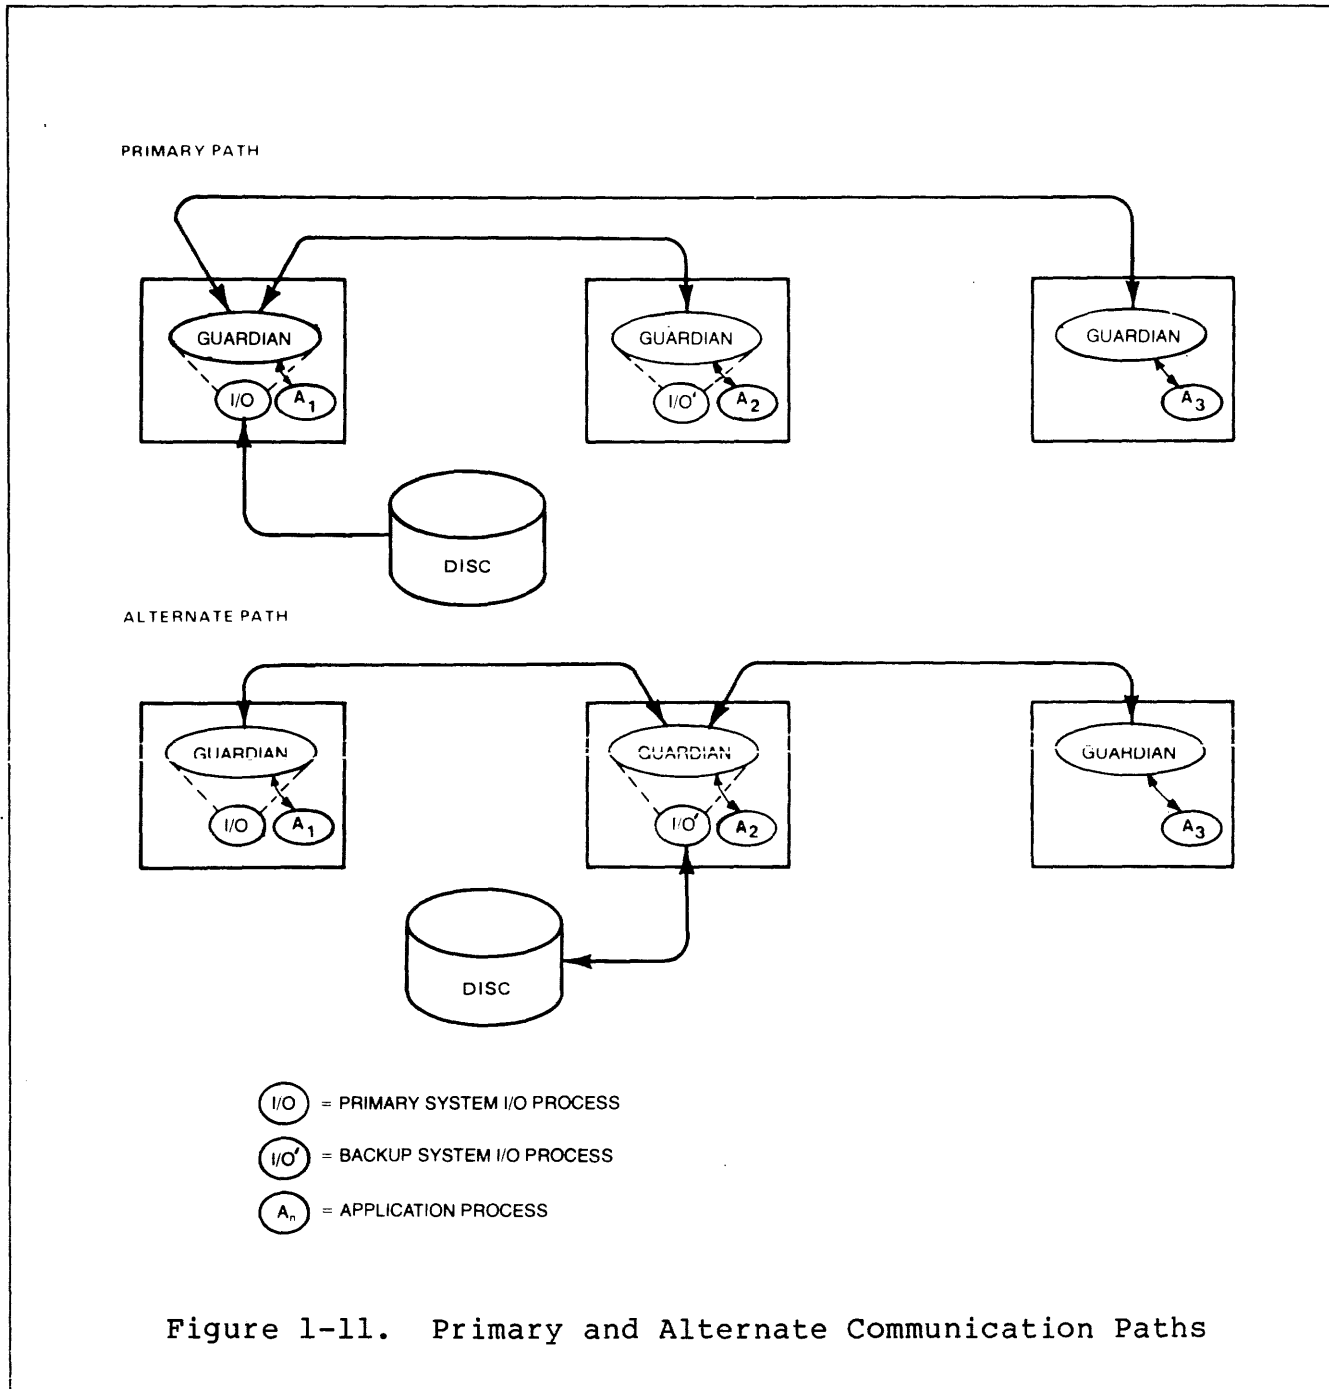 PRIMARY PATH
GUARDIAN
GUARDIAN
GUARDIAN
I/O
A1
I/O'
A2
A3
DISC
ALTERNATE PATH
GUARDIAN
GUARDIAN
GUARDIAN
I/O
A1
I/O'
A2
A3
DISC
I/O = PRIMARY SYSTEM I/O PROCESS
I/O' = BACKUP SYSTEM I/O PROCESS
An = APPLICATION PROCESS
Figure 1-11. Primary and Alternate Communication Paths